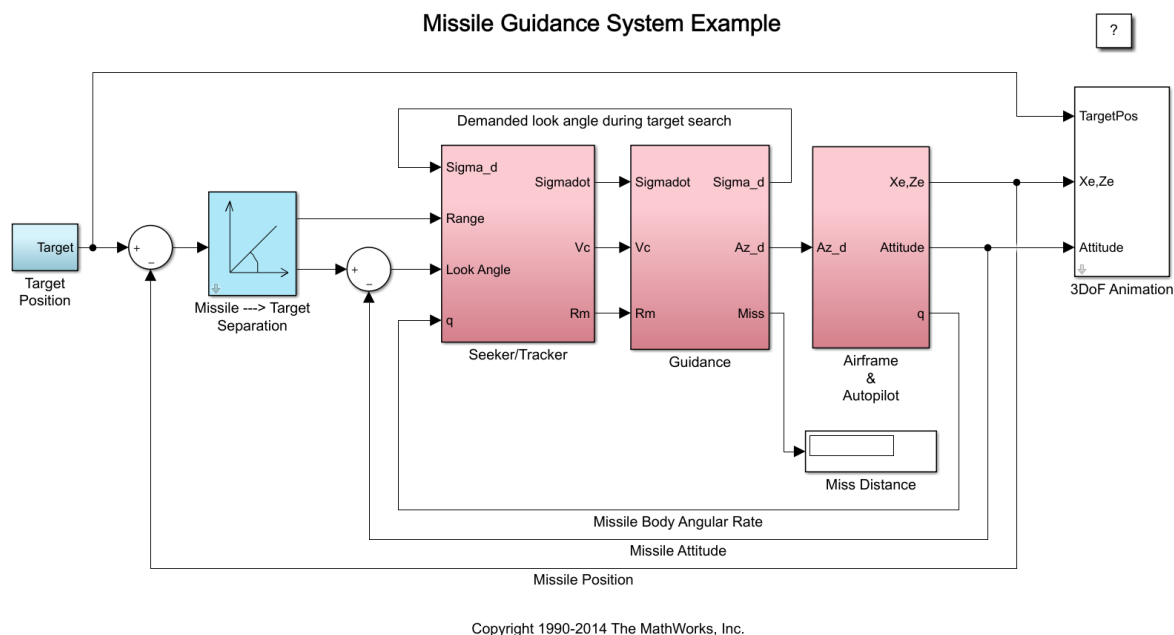 Missile Guidance System Example
?
Demanded look angle during target search
TargetPos
Xe,Ze
Attitude
3DoF Animation
Target
Target
Position
+
−
Missile ---> Target
Separation
+
−
Sigma_d
Range
Look Angle
q
Sigmadot
Vc
Rm
Seeker/Tracker
Sigmadot
Vc
Rm
Sigma_d
Az_d
Miss
Guidance
Az_d
Xe,Ze
Attitude
q
Airframe
&
Autopilot
Miss Distance
Missile Body Angular Rate
Missile Attitude
Missile Position
Copyright 1990-2014 The MathWorks, Inc.